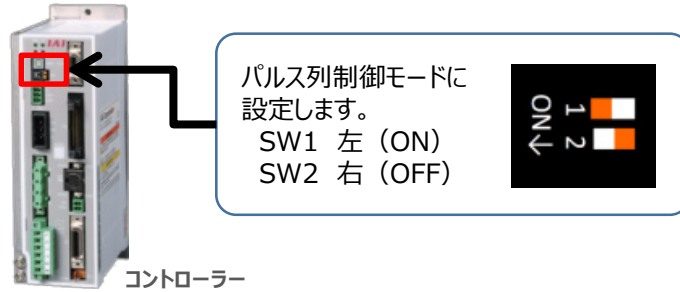 IAI
パルス列制御モードに
設定します。
SW1 左（ON）
SW2 右（OFF）
ON↓
1
2
コントローラー